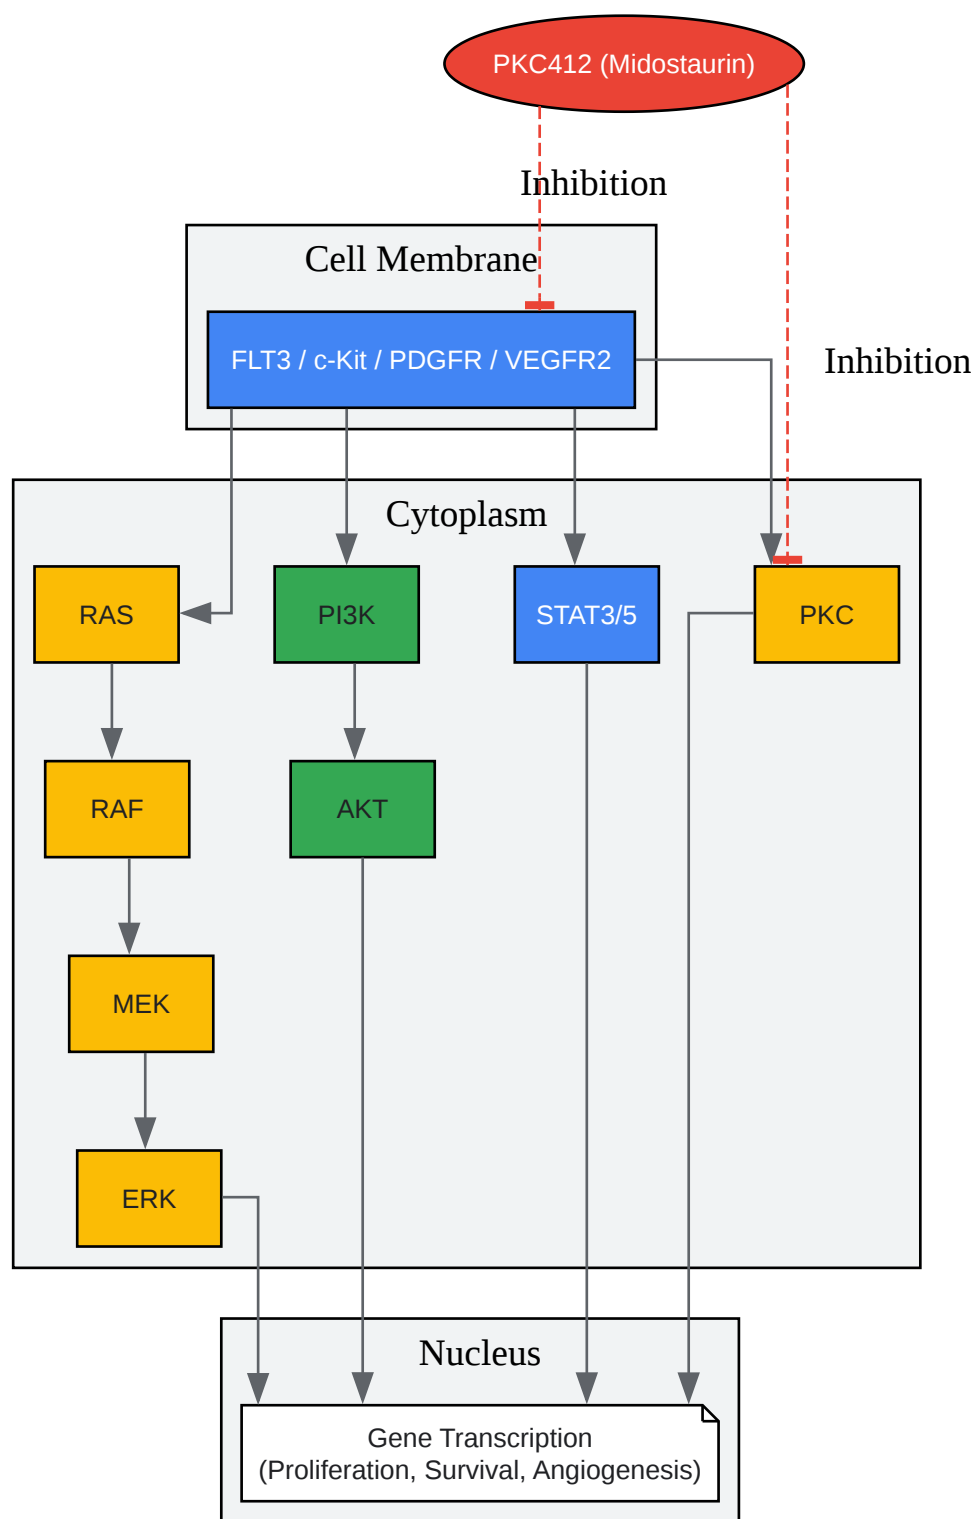 PKC412 (Midostaurin)
Inhibition
Cell Membrane
FLT3 / c-Kit / PDGFR / VEGFR2
Inhibition
Cytoplasm
RAS
PI3K
STAT3/5
PKC
RAF
AKT
MEK
ERK
Nucleus
Gene Transcription
(Proliferation, Survival, Angiogenesis)